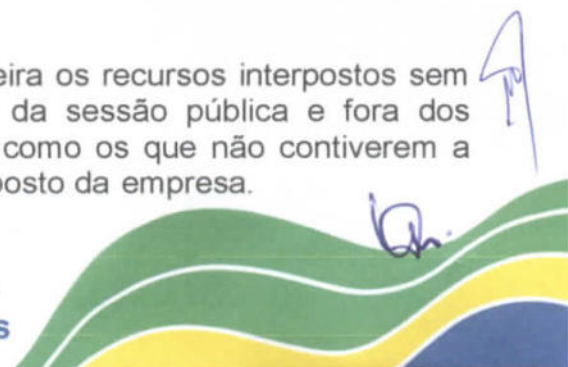 eira os recursos interpostos sem
da sessão pública e fora dos
como os que não contiverem a
posto da empresa.
s